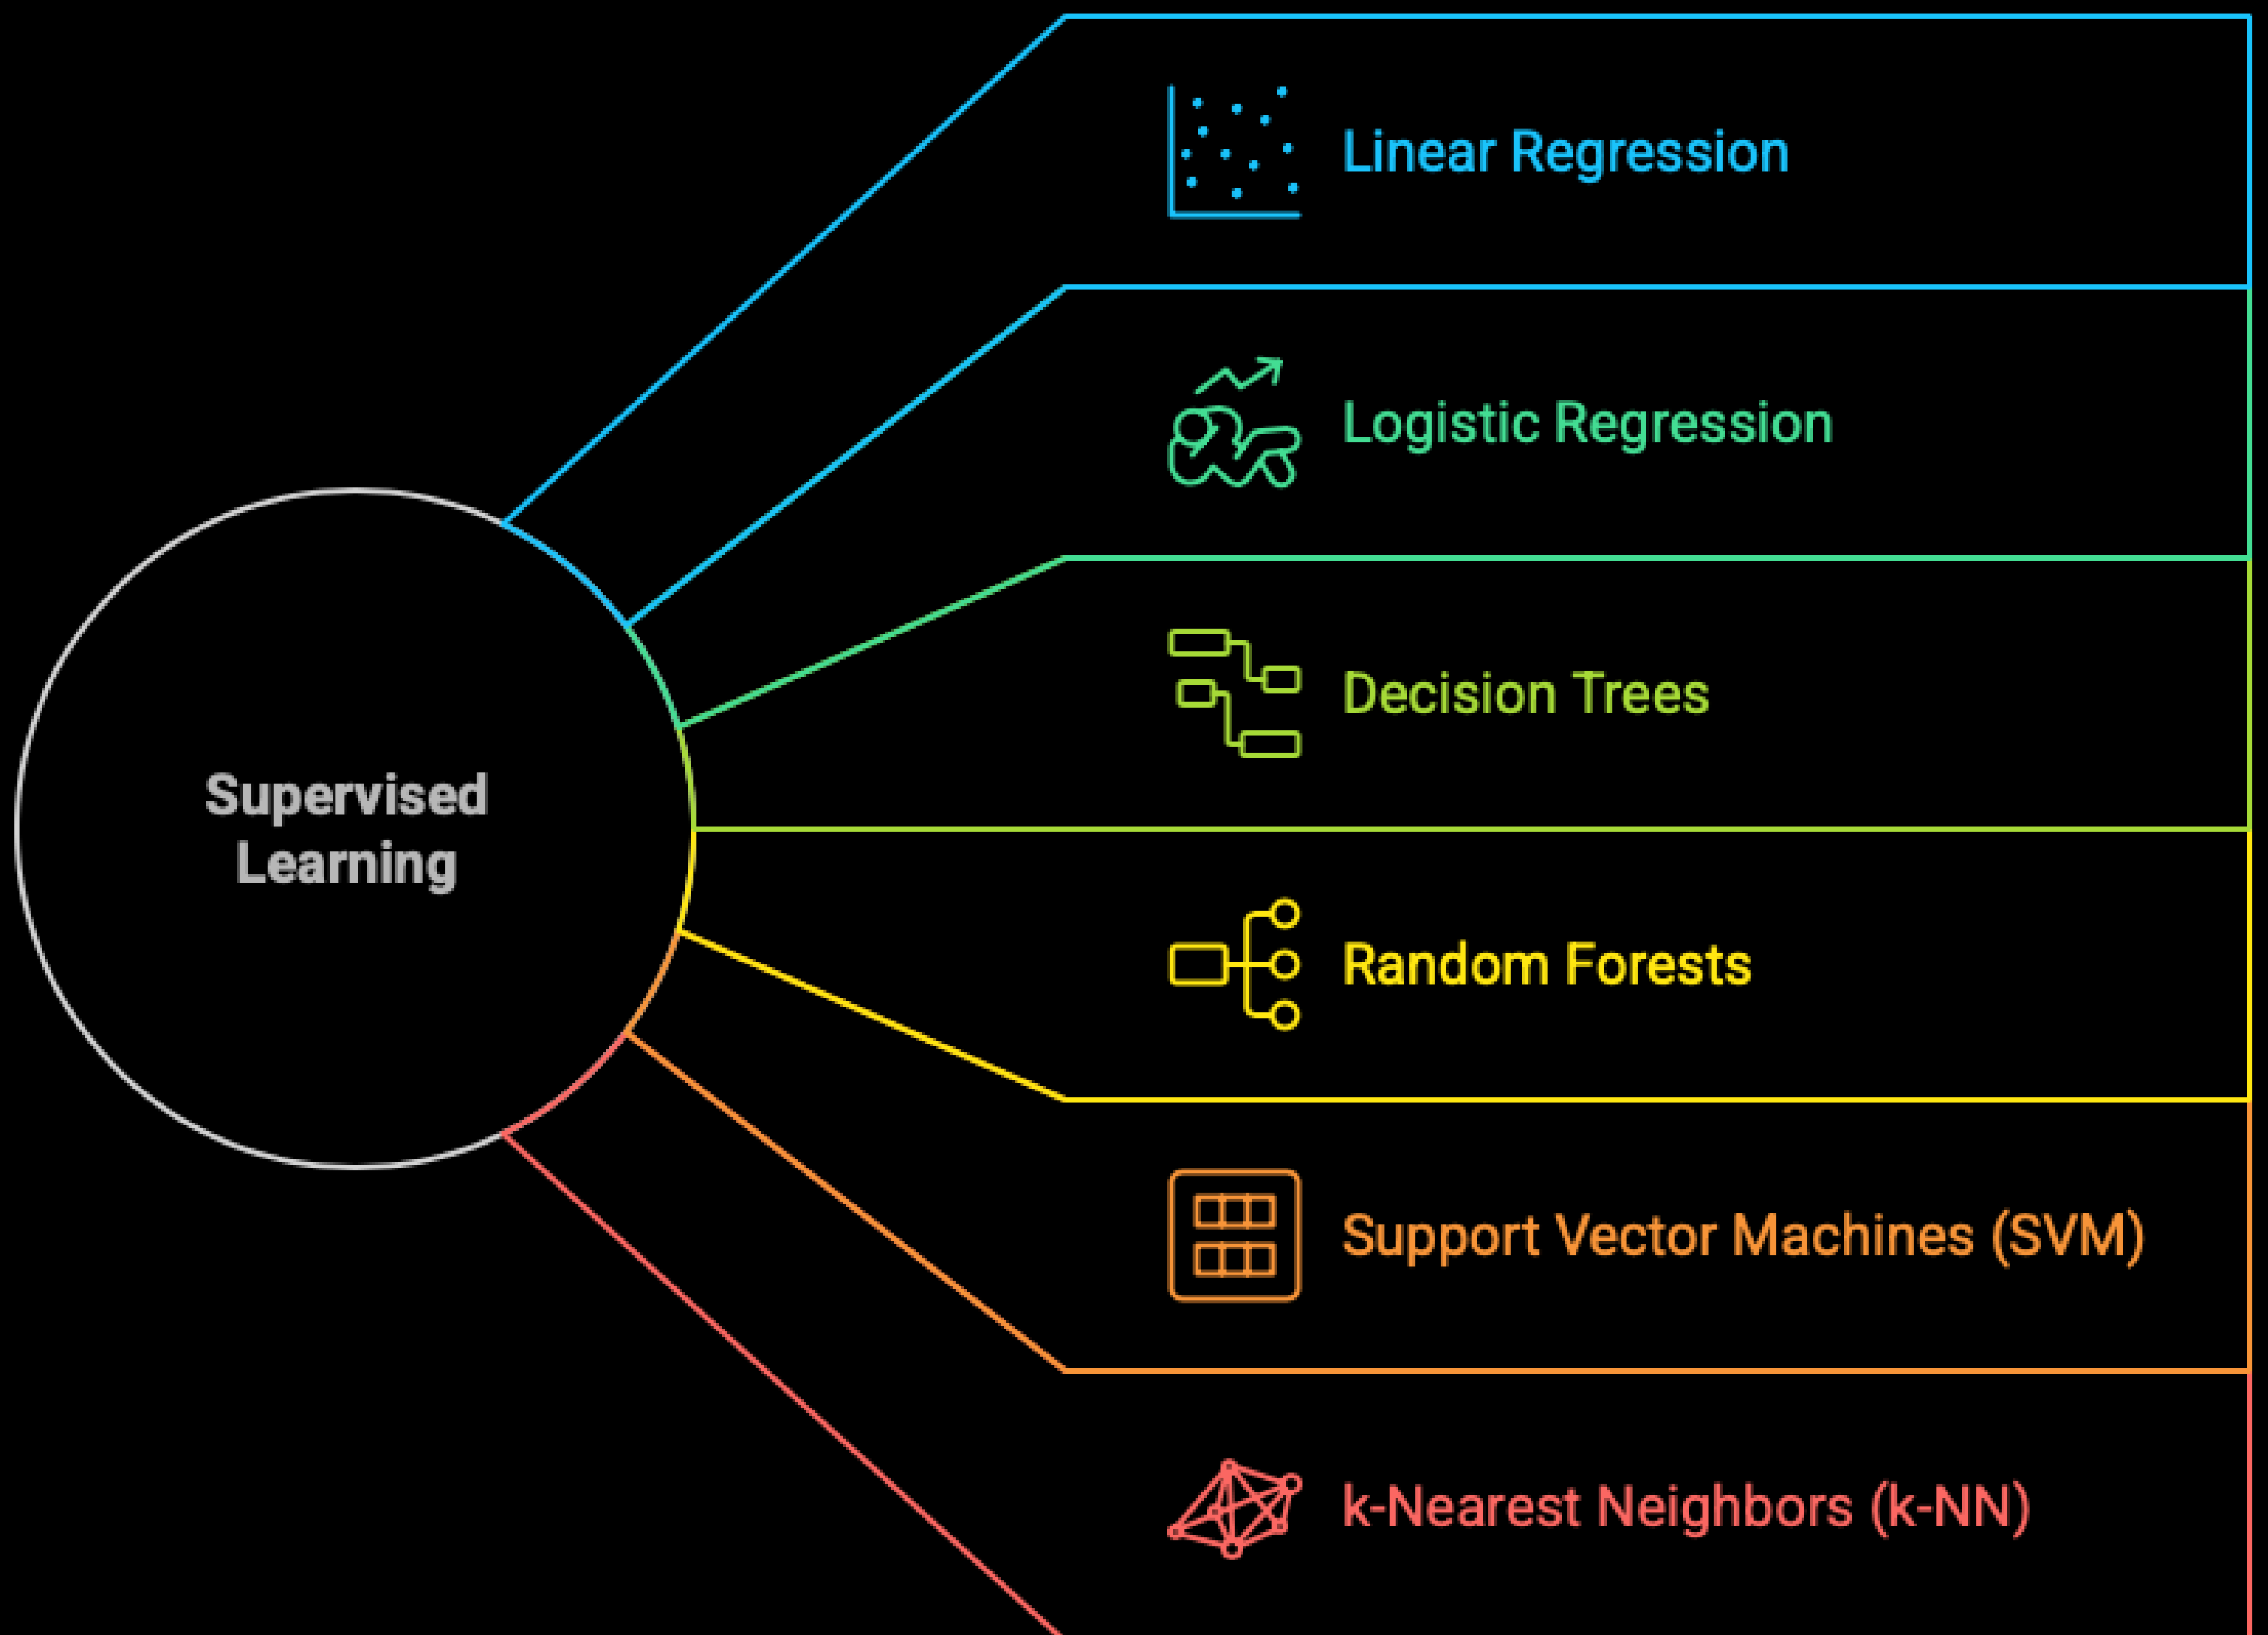 Supervised
Learning
Linear Regression
Logistic Regression
Decision Trees
Random Forests
Support Vector Machines (SVM)
k-Nearest Neighbors (k-NN)